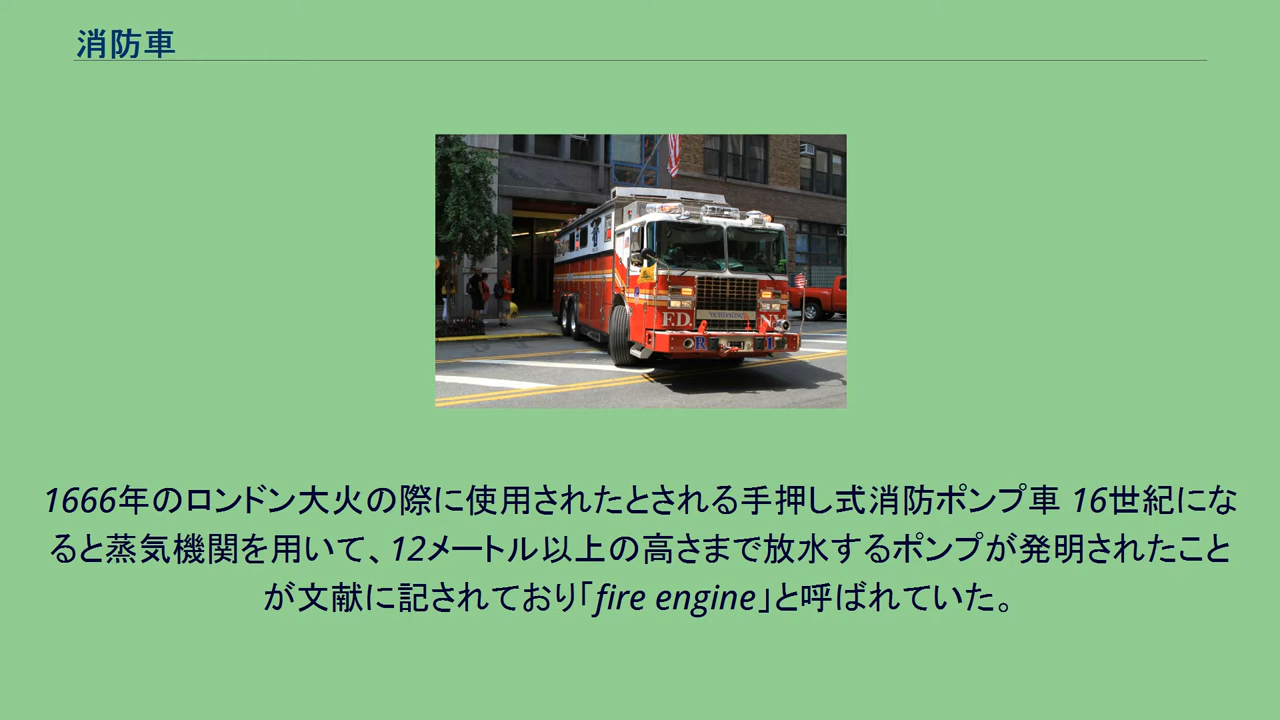 消防車
"OUTSTANDING"
F.D.
NY
R 1
1666年のロンドン大火の際に使用されたとされる手押し式消防ポンプ車 16世紀にな
ると蒸気機関を用いて、12メートル以上の高さまで放水するポンプが発明されたこと
が文献に記されており「fire engine」と呼ばれていた。